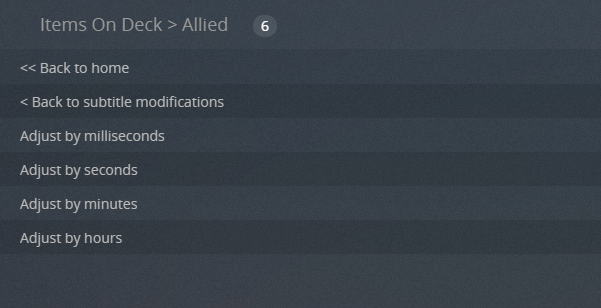 Items On Deck > Allied 6
<< Back to home
< Back to subtitle modifications
Adjust by milliseconds
Adjust by seconds
Adjust by minutes
Adjust by hours